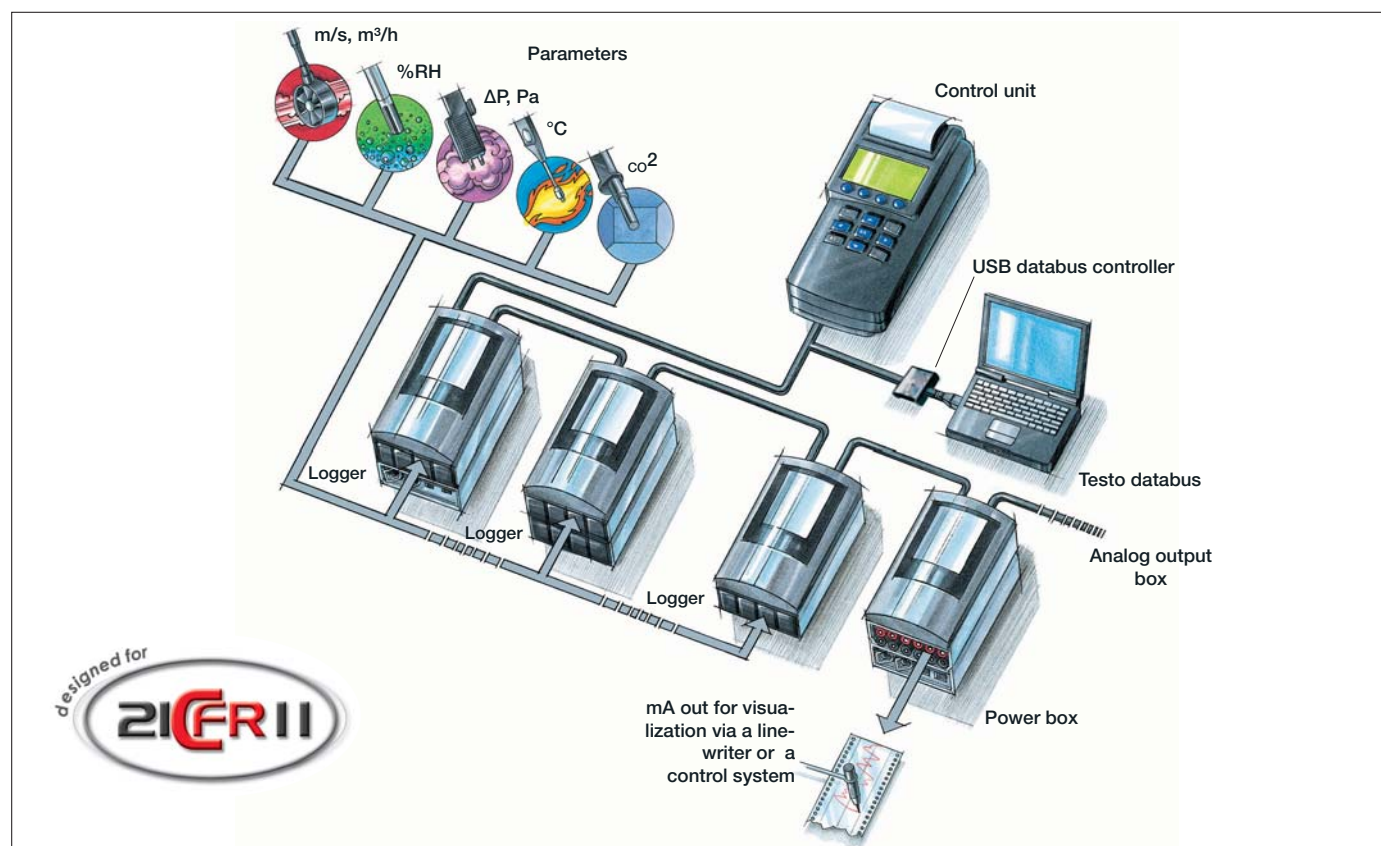 m/s, m³/h
Parameters
%RH
ΔP, Pa
°C
CO²
Control unit
USB databus controller
Logger
Testo databus
Logger
Analog output
box
Logger
designed for
21CFR11
mA out for visua-
lization via a line-
writer or a
control system
Power box